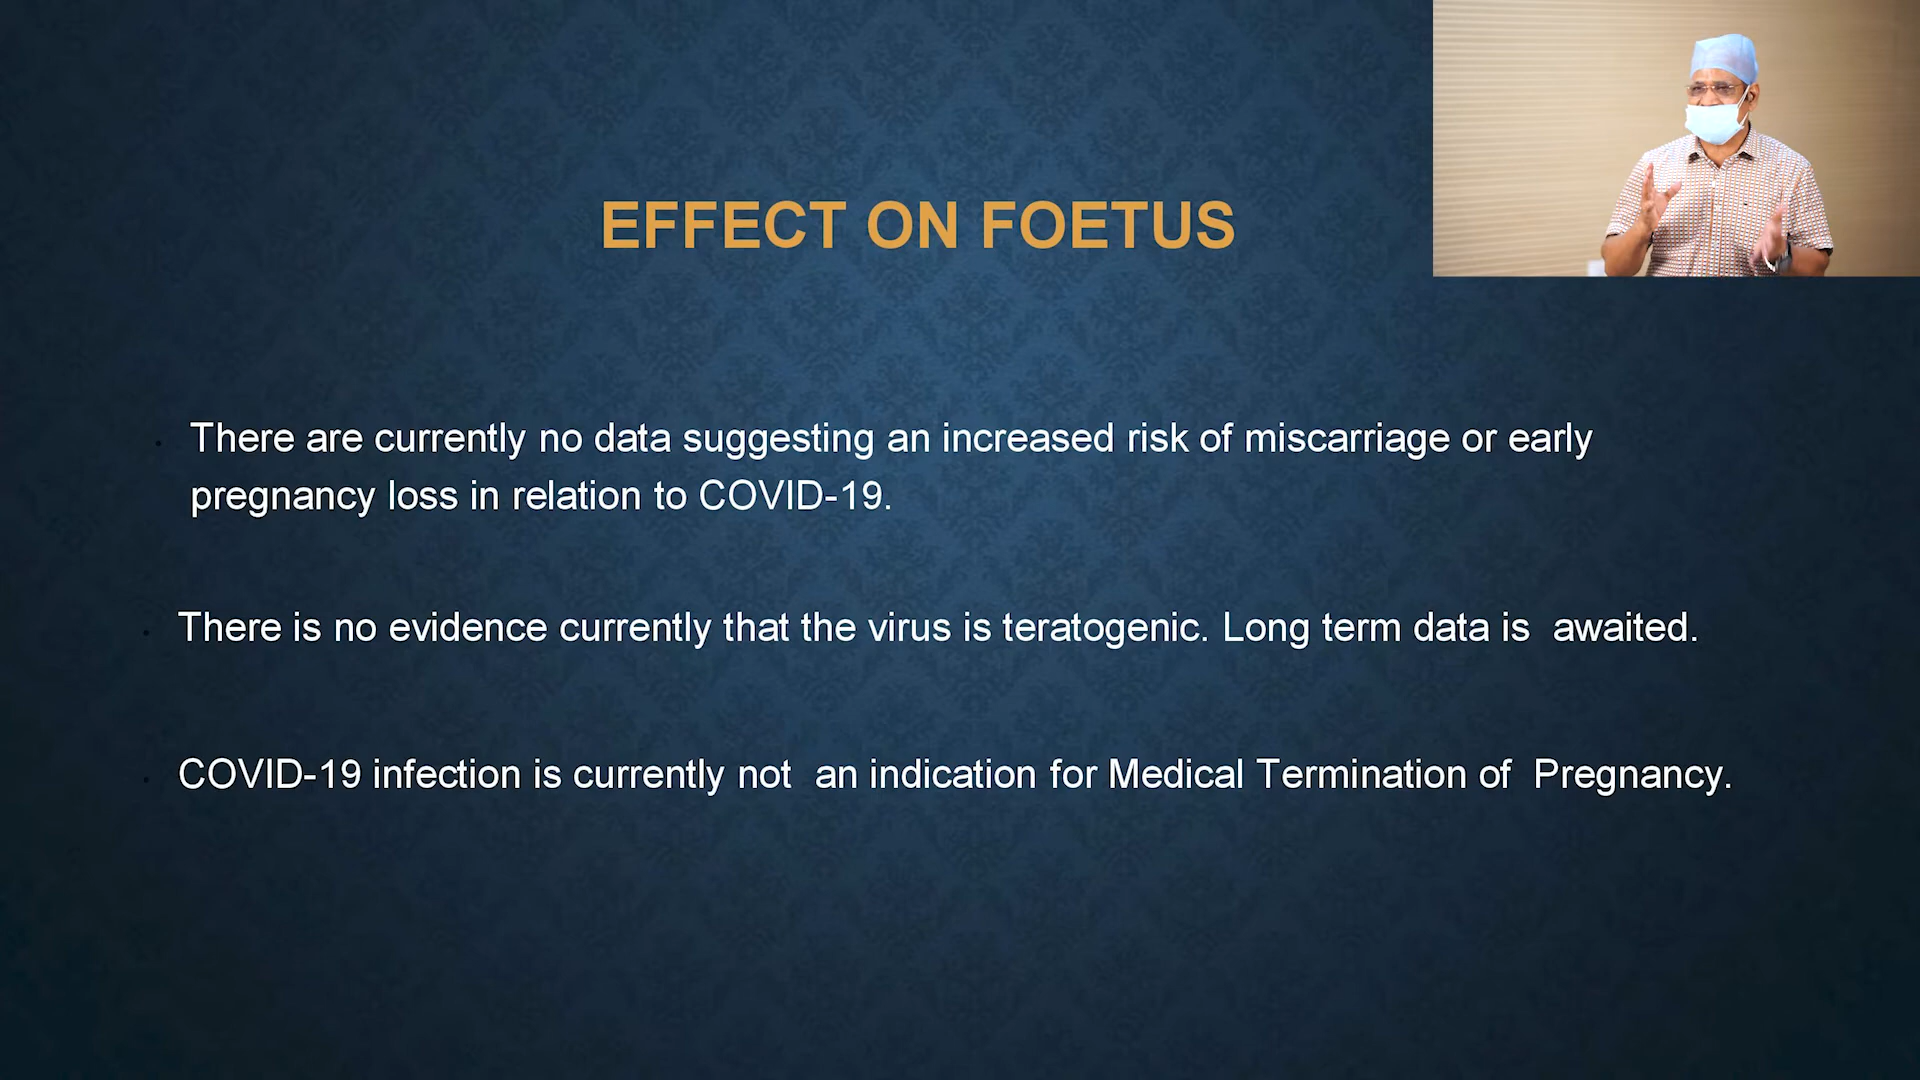 EFFECT ON FOETUS
There are currently no data suggesting an increased risk of miscarriage or early
pregnancy loss in relation to COVID-19.
There is no evidence currently that the virus is teratogenic. Long term data is  awaited.
COVID-19 infection is currently not  an indication for Medical Termination of  Pregnancy.